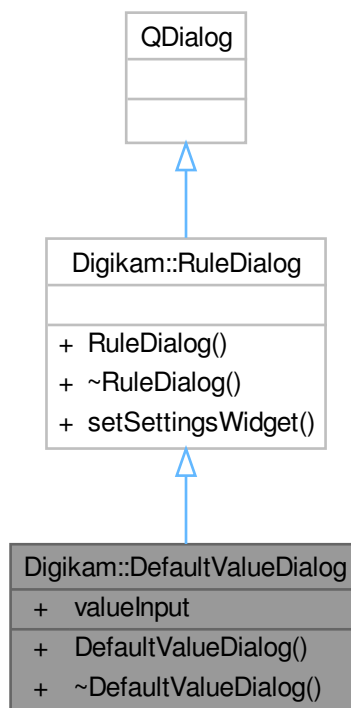 QDialog
Digikam::RuleDialog
+ RuleDialog()
+ ~RuleDialog()
+ setSettingsWidget()
Digikam::DefaultValueDialog
+ valueInput
+ DefaultValueDialog()
+ ~DefaultValueDialog()